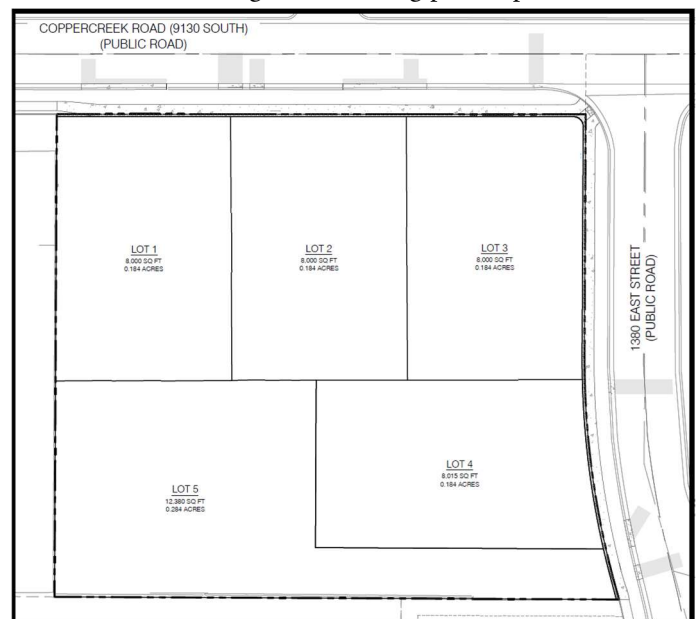 COPPERCREEK ROAD (9130 SOUTH)
(PUBLIC ROAD)
LOT 1
8,000 SQ FT
0.184 ACRES
LOT 2
8,000 SQ FT
0.184 ACRES
LOT 3
8,000 SQ FT
0.184 ACRES
1380 EAST STREET
(PUBLIC ROAD)
LOT 5
12,380 SQ FT
0.284 ACRES
LOT 4
8,015 SQ FT
0.184 ACRES